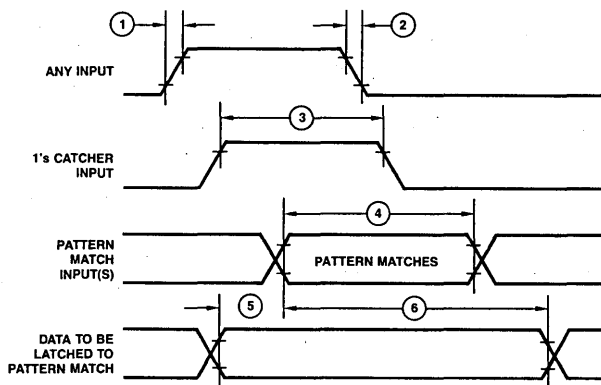 1
2
ANY INPUT
3
1's CATCHER
INPUT
4
PATTERN
MATCH
INPUT(S)
PATTERN MATCHES
5
6
DATA TO BE
LATCHED TO
PATTERN MATCH